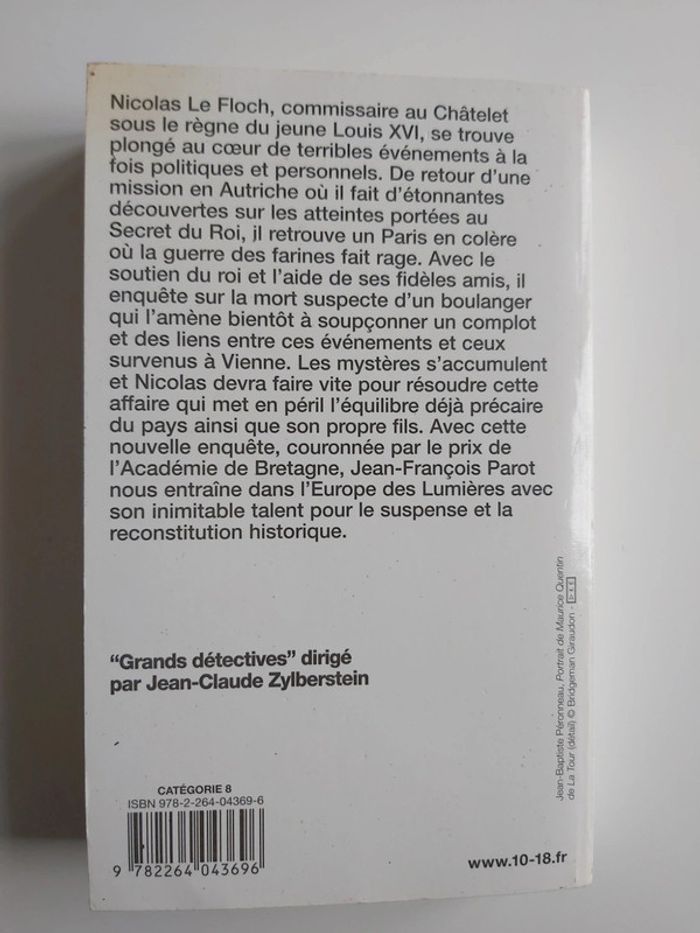 Nicolas Le Floch, commissaire au Châtelet
sous le règne du jeune Louis XVI, se trouve
plongé au cœur de terribles événements à la
fois politiques et personnels. De retour d'une
mission en Autriche où il fait d'étonnantes
découvertes sur les atteintes portées au
Secret du Roi, il retrouve un Paris en colère
où la guerre des farines fait rage. Avec le
soutien du roi et l'aide de ses fidèles amis, il
enquête sur la mort suspecte d'un boulanger
qui l'amène bientôt à soupçonner un complot
et des liens entre ces événements et ceux
survenus à Vienne. Les mystères s'accumulent
et Nicolas devra faire vite pour résoudre cette
affaire qui met en péril l'équilibre déjà précaire
du pays ainsi que son propre fils. Avec cette
nouvelle enquête, couronnée par le prix de
l'Académie de Bretagne, Jean-François Parot
nous entraîne dans l'Europe des Lumières avec
son inimitable talent pour le suspense et la
reconstitution historique.
"Grands détectives" dirigé
par Jean-Claude Zylberstein
Jean-Baptiste Péronneau, Portrait de Maurice Quentin
de La Tour (détail) © Bridgeman Giraudon -
CATÉGORIE 8
ISBN 978-2-264-04369-6
9 782264 043696
www.10-18.fr